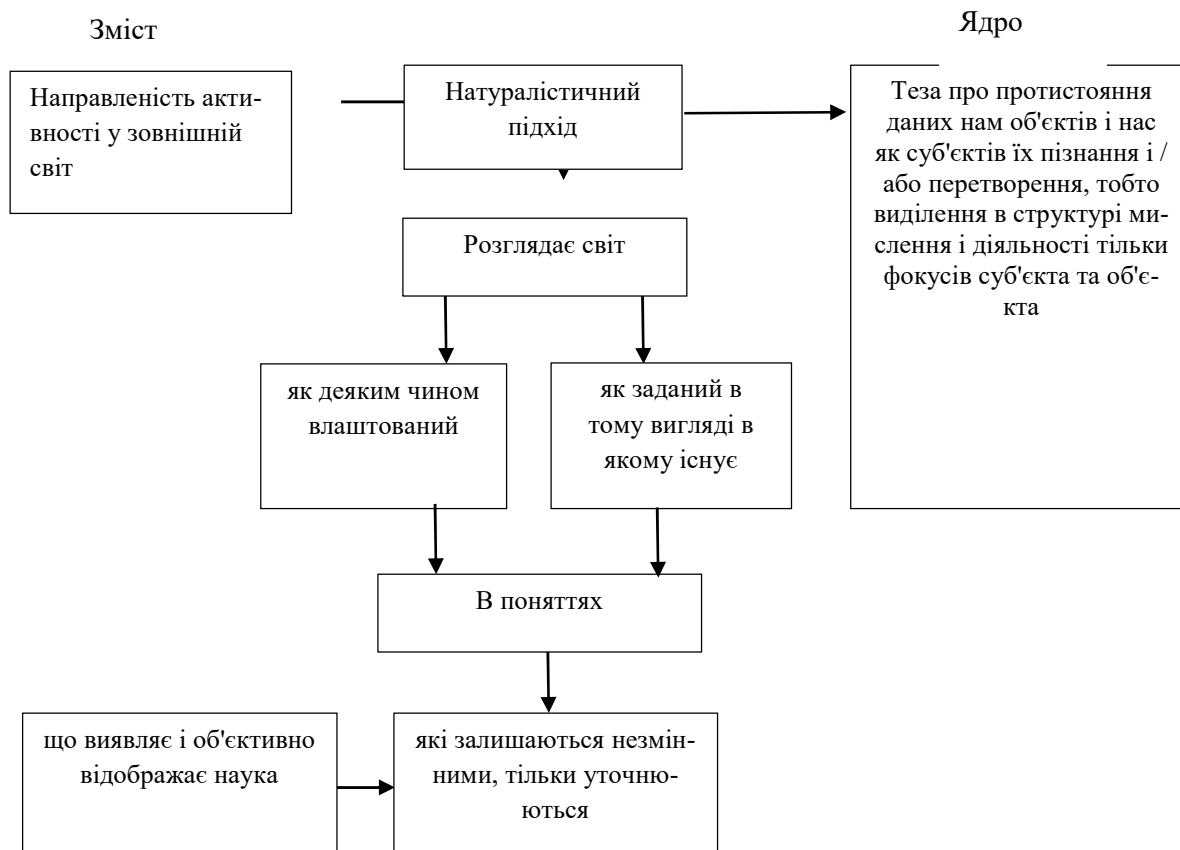 Зміст
Ядро
Направленість акти-
вності у зовнішній
світ
Натуралістичний
підхід
Теза про протистояння
даних нам об'єктів і нас
як суб'єктів їх пізнання і /
або перетворення, тобто
виділення в структурі ми-
слення і діяльності тільки
фокусів суб'єкта та об'є-
кта
Розглядає світ
як деяким чином
влаштований
як заданий в
тому вигляді в
якому існує
В поняттях
що виявляє і об'єктивно
відображає наука
які залишаються незмін-
ними, тільки уточню-
ються